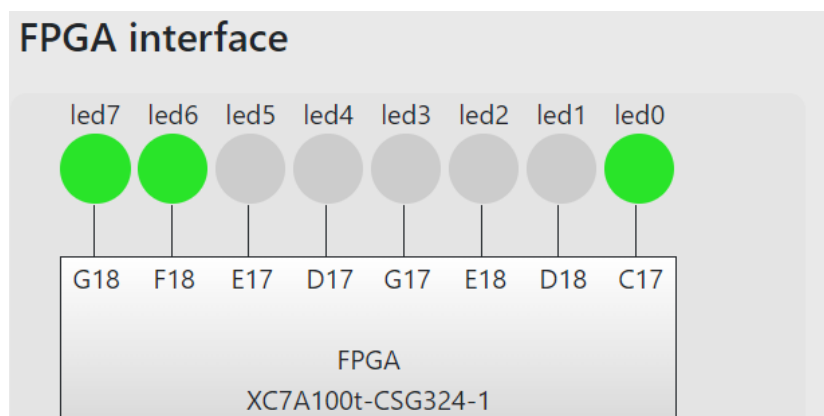 FPGA interface
led7 led6 led5 led4 led3 led2 led1 led0
G18 F18 E17 D17 G17 E18 D18 C17
FPGA
XC7A100t-CSG324-1